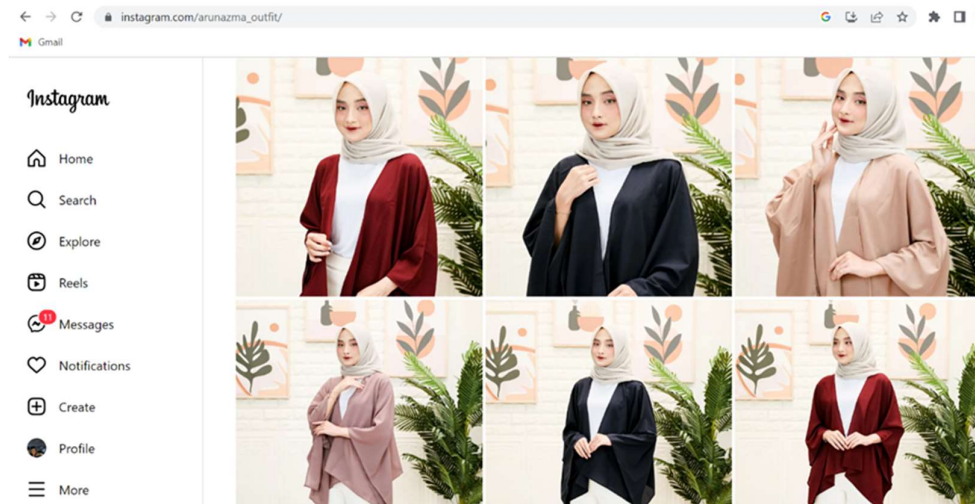 instagram.com/arunazma_outfit/
Gmail
Instagram
Home
Search
Explore
Reels
11
Messages
Notifications
Create
Profile
More